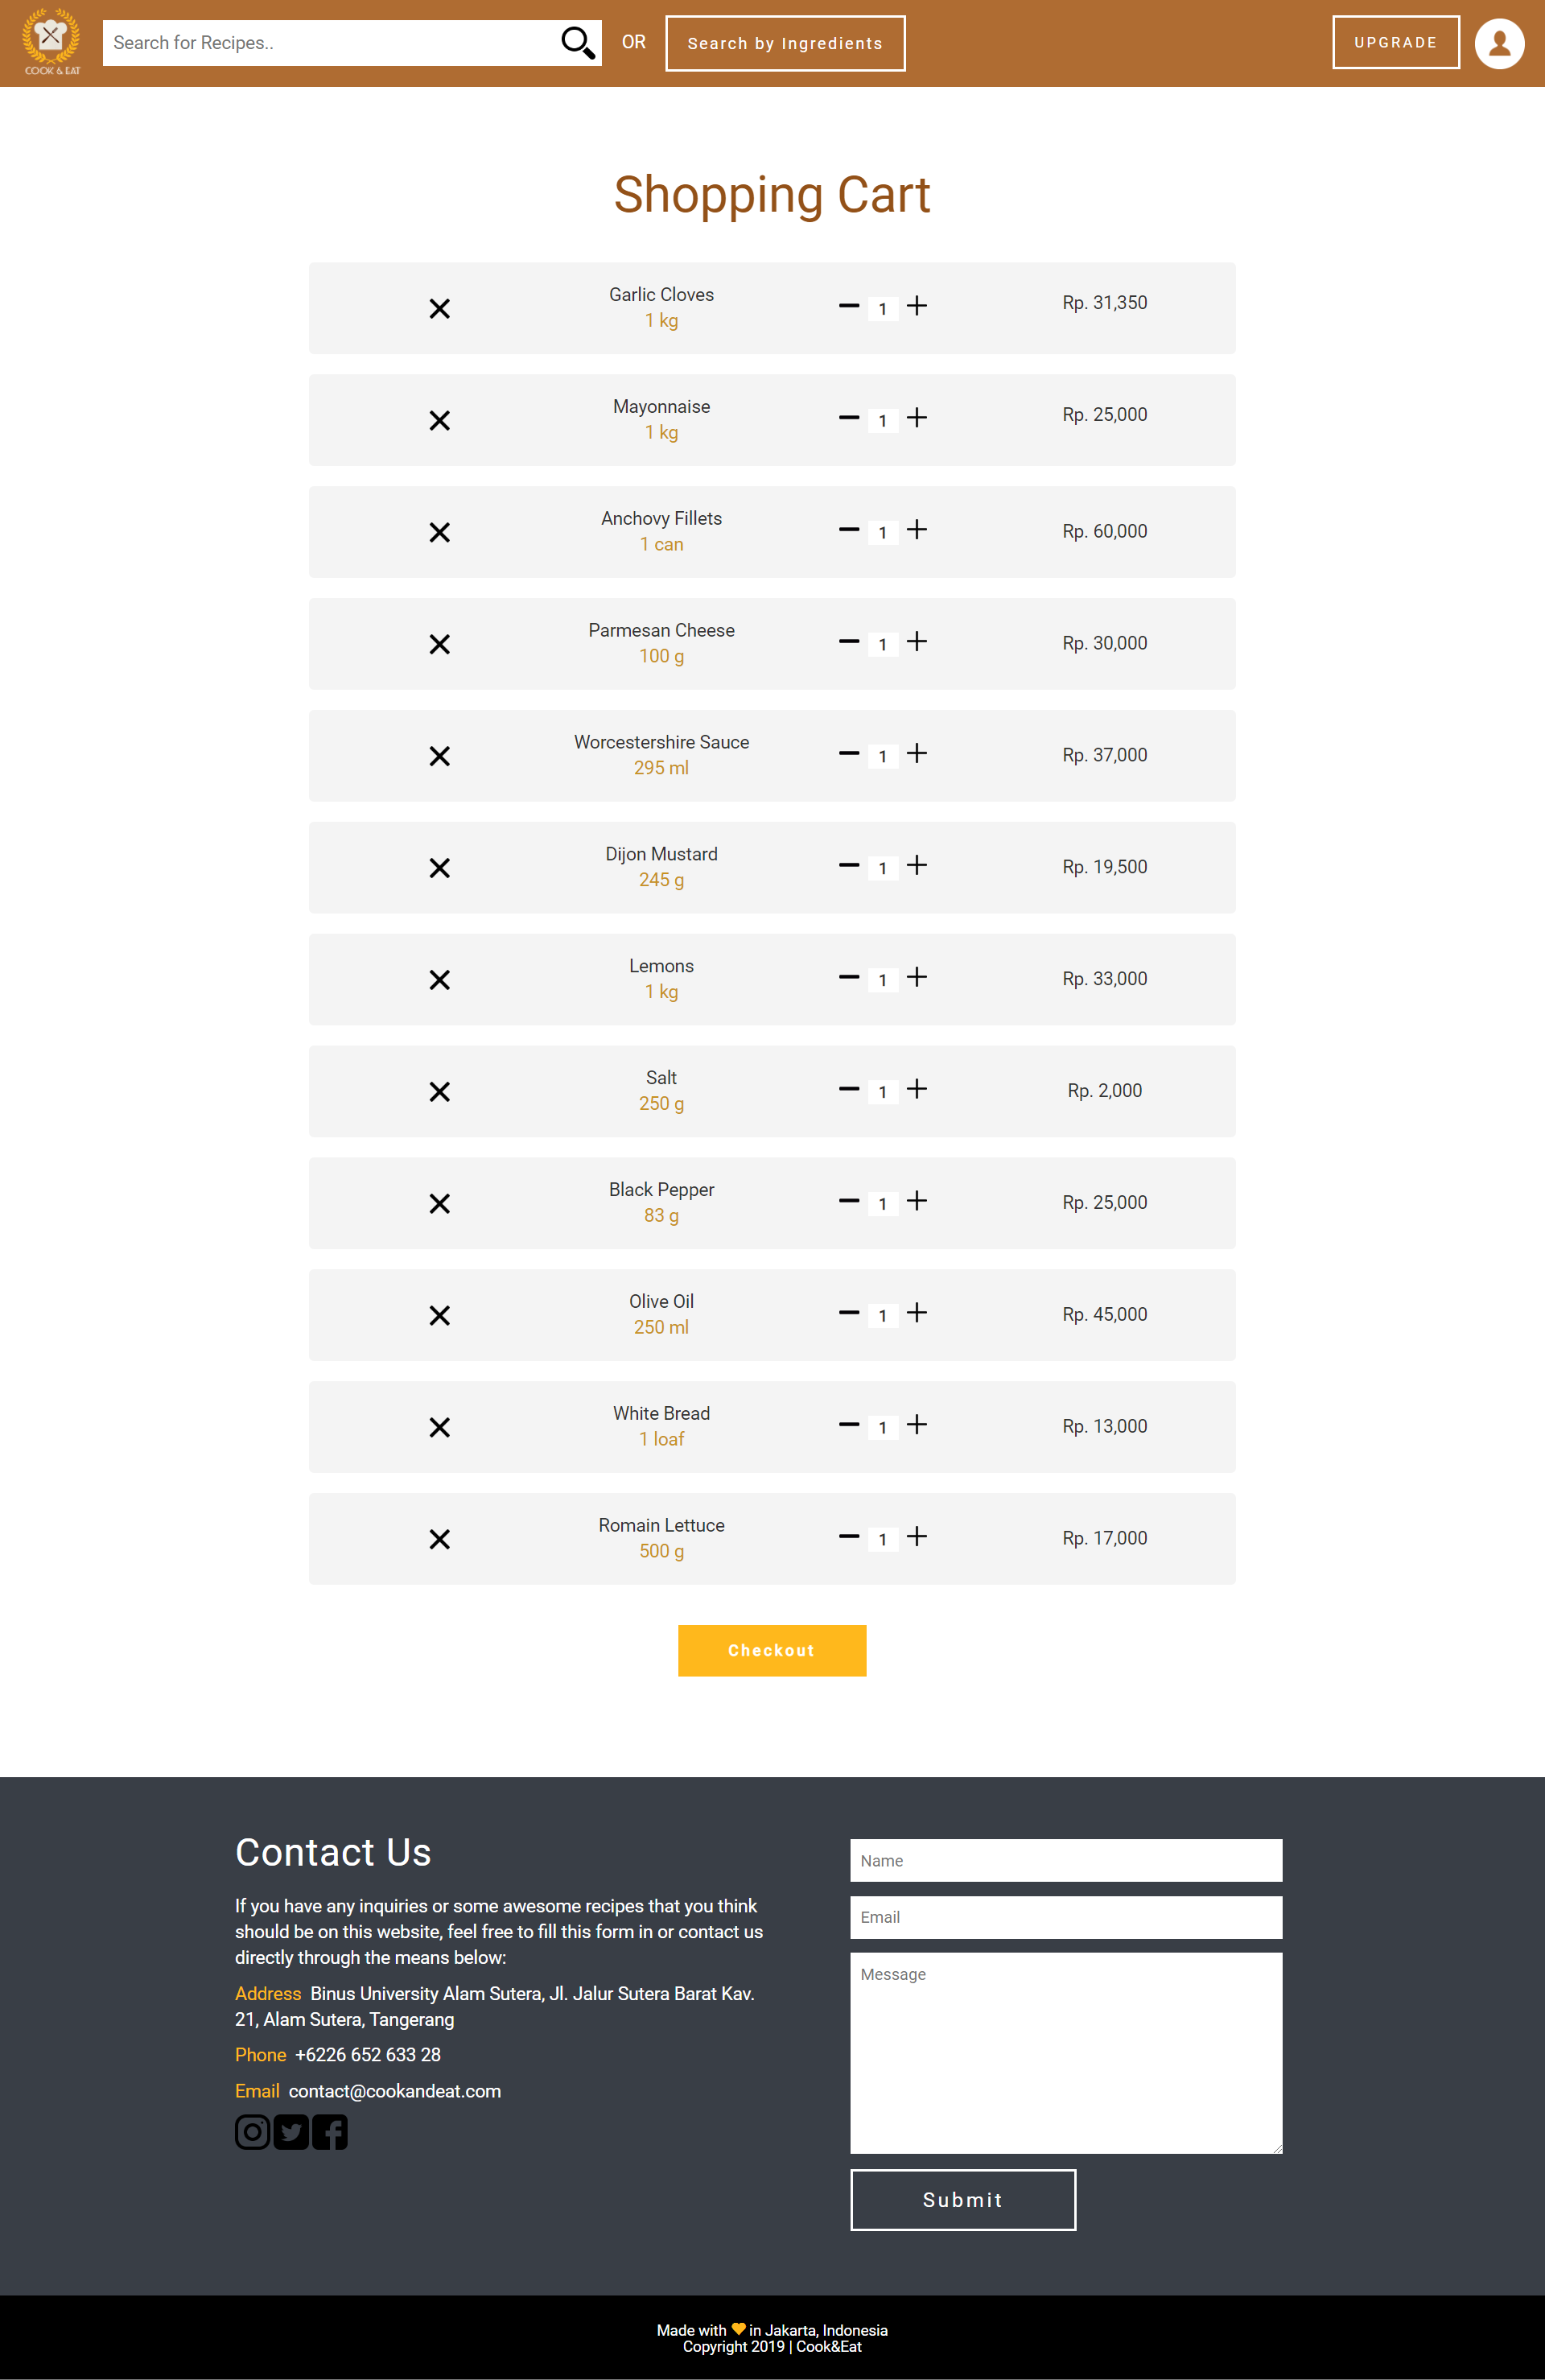 COOK & EAT
Search for Recipes..
OR
Search by Ingredients
UPGRADE
Shopping Cart
Garlic Cloves
1 kg
1
Rp. 31,350
Mayonnaise
1 kg
1
Rp. 25,000
Anchovy Fillets
1 can
1
Rp. 60,000
Parmesan Cheese
100 g
1
Rp. 30,000
Worcestershire Sauce
295 ml
1
Rp. 37,000
Dijon Mustard
245 g
1
Rp. 19,500
Lemons
1 kg
1
Rp. 33,000
Salt
250 g
1
Rp. 2,000
Black Pepper
83 g
1
Rp. 25,000
Olive Oil
250 ml
1
Rp. 45,000
White Bread
1 loaf
1
Rp. 13,000
Romain Lettuce
500 g
1
Rp. 17,000
Checkout
Contact Us
If you have any inquiries or some awesome recipes that you think
should be on this website, feel free to fill this form in or contact us
directly through the means below:
Address Binus University Alam Sutera, Jl. Jalur Sutera Barat Kav.
21, Alam Sutera, Tangerang
Phone +6226 652 633 28
Email contact@cookandeat.com
Name
Email
Message
Submit
Made with in Jakarta, Indonesia
Copyright 2019 | Cook&Eat